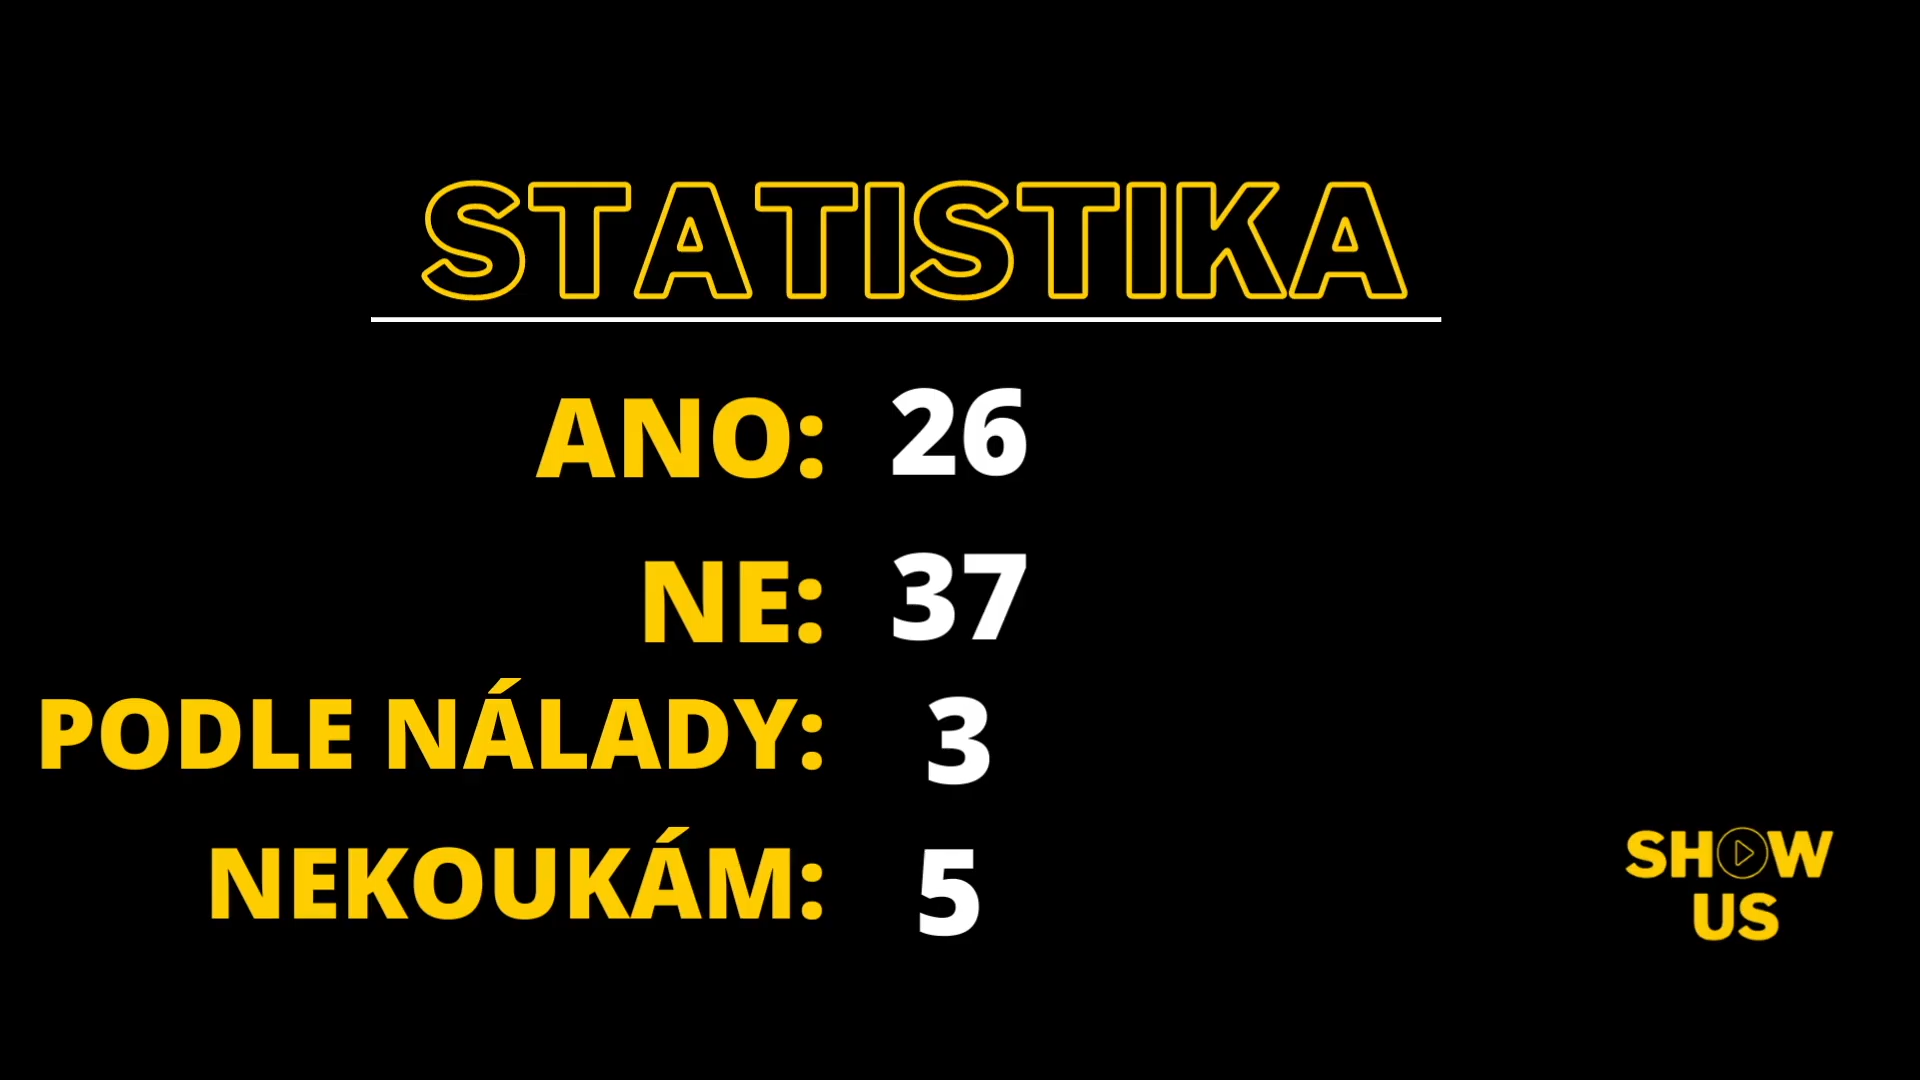 STATISTIKA
ANO: 26
NE: 37
PODLE NÁLADY: 3
NEKOUKÁM: 5
SHOW
US